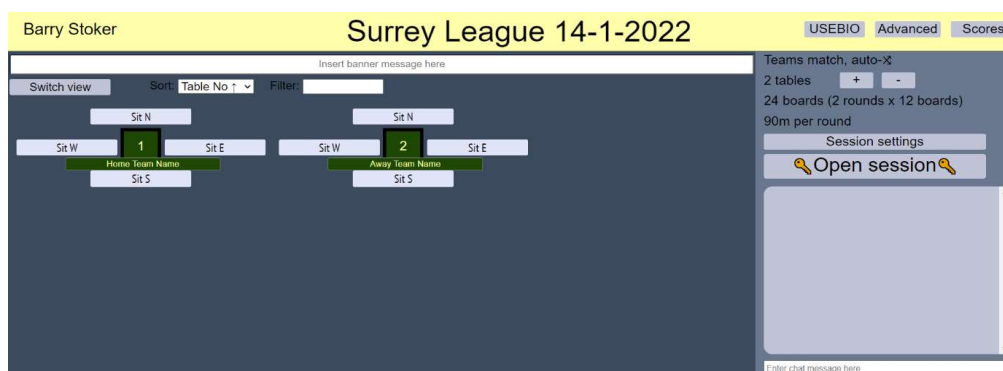 Barry Stoker
Surrey League 14-1-2022
USEBIO Advanced Scores
Insert banner message here
Switch view Sort: Table No ↑ Filter:
Sit N
Sit W 1 Sit E
Home Team Name
Sit S
Sit N
Sit W 2 Sit E
Away Team Name
Sit S
Teams match, auto-🔀
2 tables + -
24 boards (2 rounds x 12 boards)
90m per round
Session settings
🔑Open session🔑
Enter chat message here